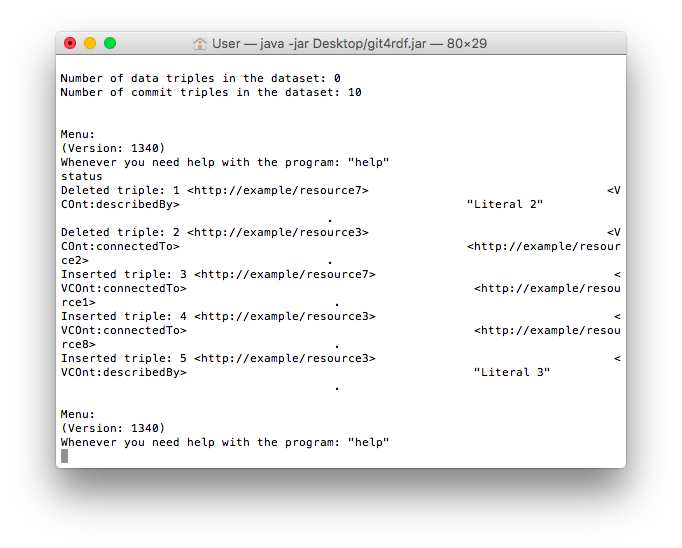 User — java -jar Desktop/git4rdf.jar — 80×29
Number of data triples in the dataset: 0
Number of commit triples in the dataset: 10
Menu:
(Version: 1340)
Whenever you need help with the program: "help"
status
Deleted triple: 1 <http://example/resource7> <V
COnt:describedBy> "Literal 2"
.
Deleted triple: 2 <http://example/resource3> <V
COnt:connectedTo> <http://example/resour
ce2> .
Inserted triple: 3 <http://example/resource7> <
VCOnt:connectedTo> <http://example/resou
rce1> .
Inserted triple: 4 <http://example/resource3> <
VCOnt:connectedTo> <http://example/resou
rce8> .
Inserted triple: 5 <http://example/resource3> <
VCOnt:describedBy> "Literal 3"
.
Menu:
(Version: 1340)
Whenever you need help with the program: "help"